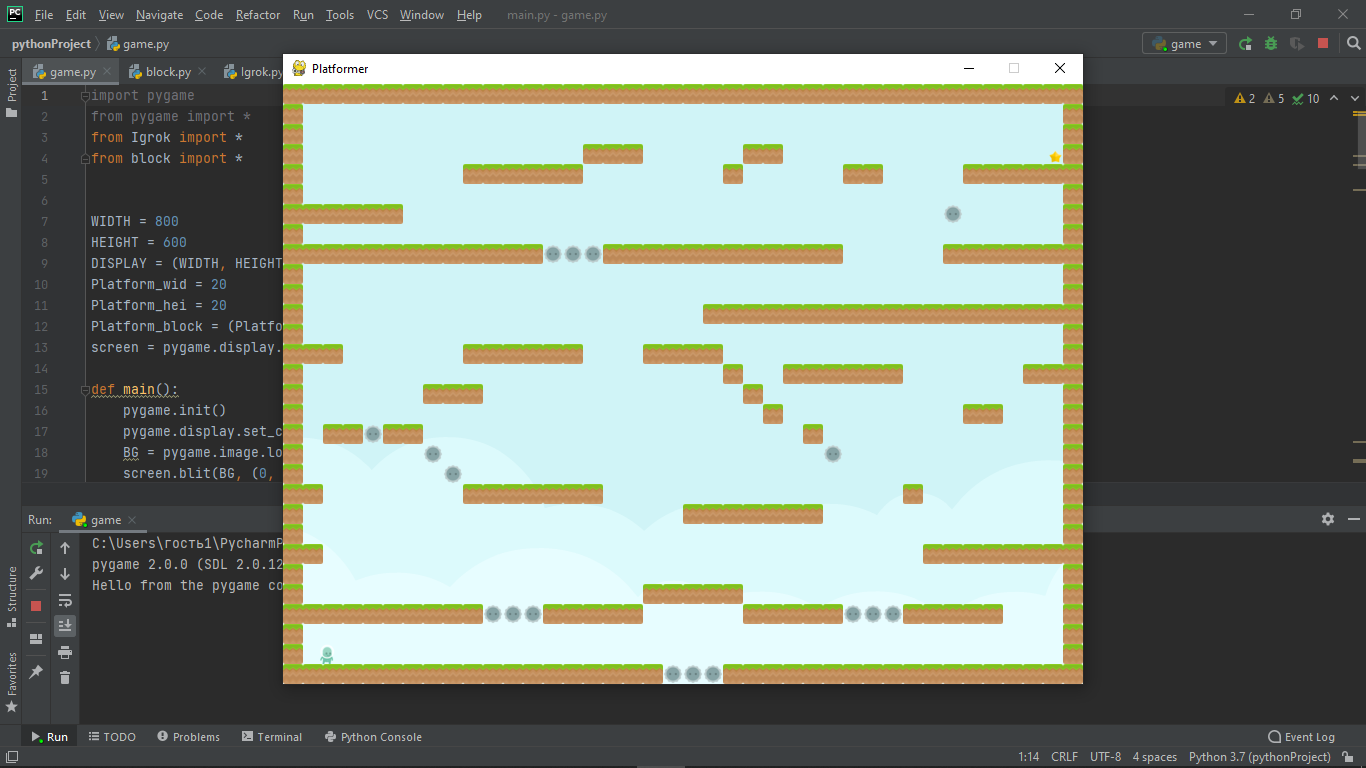 PC File Edit View Navigate Code Refactor Run Tools VCS Window Help main.py - game.py
pythonProject game.py game
Project
game.py block.py Igrok.py
Platformer
2 5 10
1 import pygame
2 from pygame import *
3 from Igrok import *
4 from block import *
5
6
7 WIDTH = 800
8 HEIGHT = 600
9 DISPLAY = (WIDTH, HEIGHT
10 Platform_wid = 20
11 Platform_hei = 20
12 Platform_block = (Platfo
13 screen = pygame.display.
14
15 def main():
16 pygame.init()
17 pygame.display.set_c
18 BG = pygame.image.lo
19 screen.blit(BG, (0,
Run: game
C:\Users\гость1\PycharmP
pygame 2.0.0 (SDL 2.0.12
Hello from the pygame co
Structure
Favorites
Run TODO Problems Terminal Python Console Event Log
1:14 CRLF UTF-8 4 spaces Python 3.7 (pythonProject)